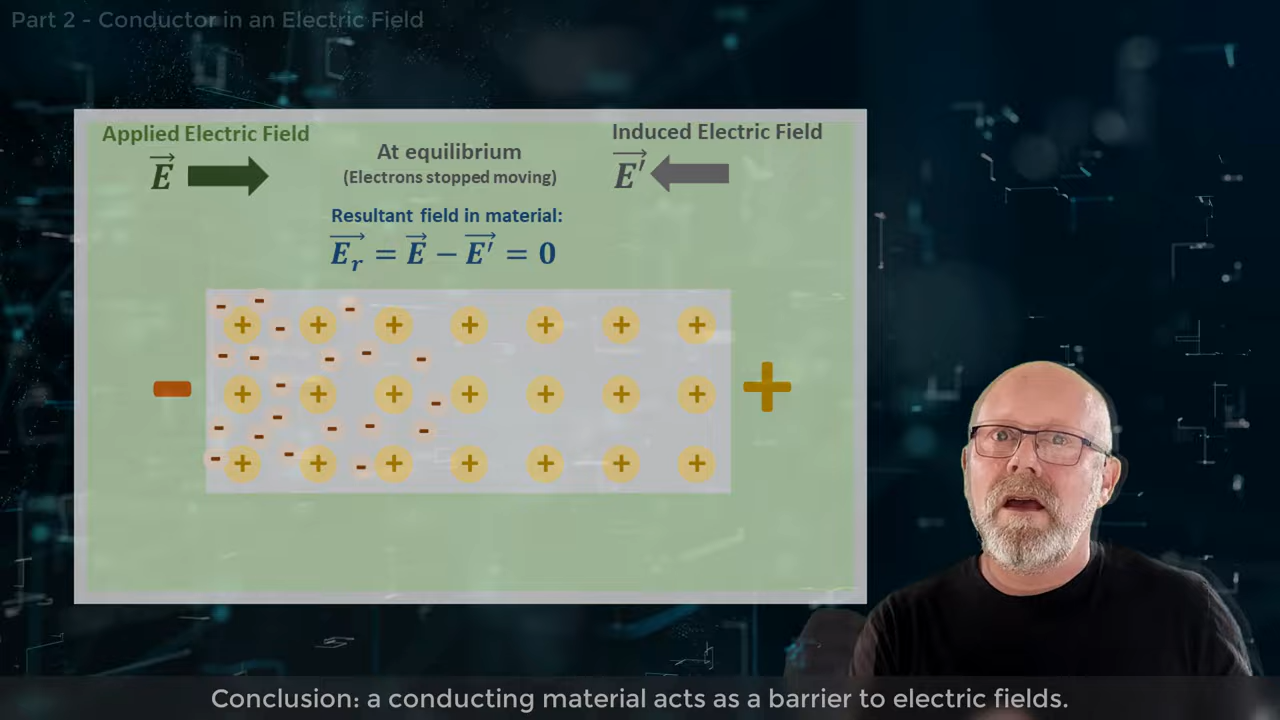 Part 2 - Conductor in an Electric Field
Applied Electric Field
E⃗
At equilibrium
(Electrons stopped moving)
Induced Electric Field
E′⃗
Resultant field in material:
E⃗ᵣ = E⃗ − E′⃗ = 0
- - -
+ + + + + + +
-
- - - - -
- + + + + + + + +
- -
- - - - - -
- -
+ + + + + + +
-
Conclusion: a conducting material acts as a barrier to electric fields.